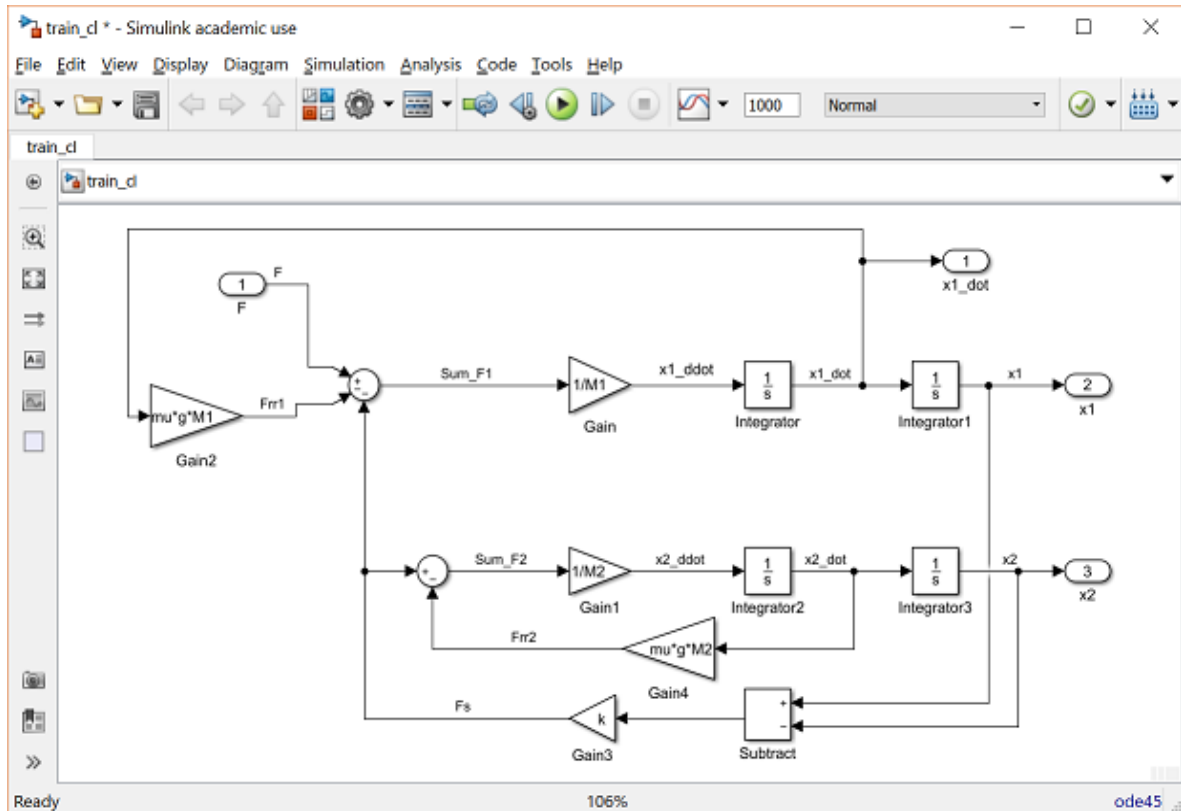 train_cl * - Simulink academic use
File Edit View Display Diagram Simulation Analysis Code Tools Help
1000 Normal
train_cl
train_cl
1
x1_dot
1
F
F
mu*g*M1
Gain2
Frr1
Sum_F1
1/M1
Gain
x1_ddot
1
s
Integrator
x1_dot
1
s
Integrator1
x1
2
x1
Sum_F2
1/M2
Gain1
x2_ddot
1
s
Integrator2
x2_dot
1
s
Integrator3
x2
3
x2
Frr2
mu*g*M2
Gain4
Fs
k
Gain3
Subtract
Ready 106% ode45